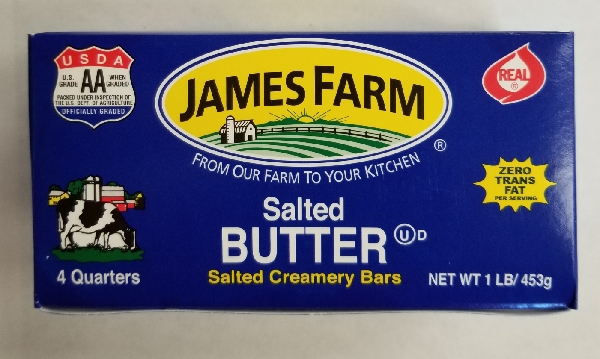 USDA
U.S. GRADE AA WHEN GRADED
PACKED UNDER INSPECTION OF
THE U.S. DEPT. OF AGRICULTURE
OFFICIALLY GRADED
JAMES FARM
®
FROM OUR FARM TO YOUR KITCHEN
REAL
®
ZERO
TRANS
FAT
PER SERVING
Salted
BUTTER U D
Salted Creamery Bars
4 Quarters
NET WT 1 LB/ 453g